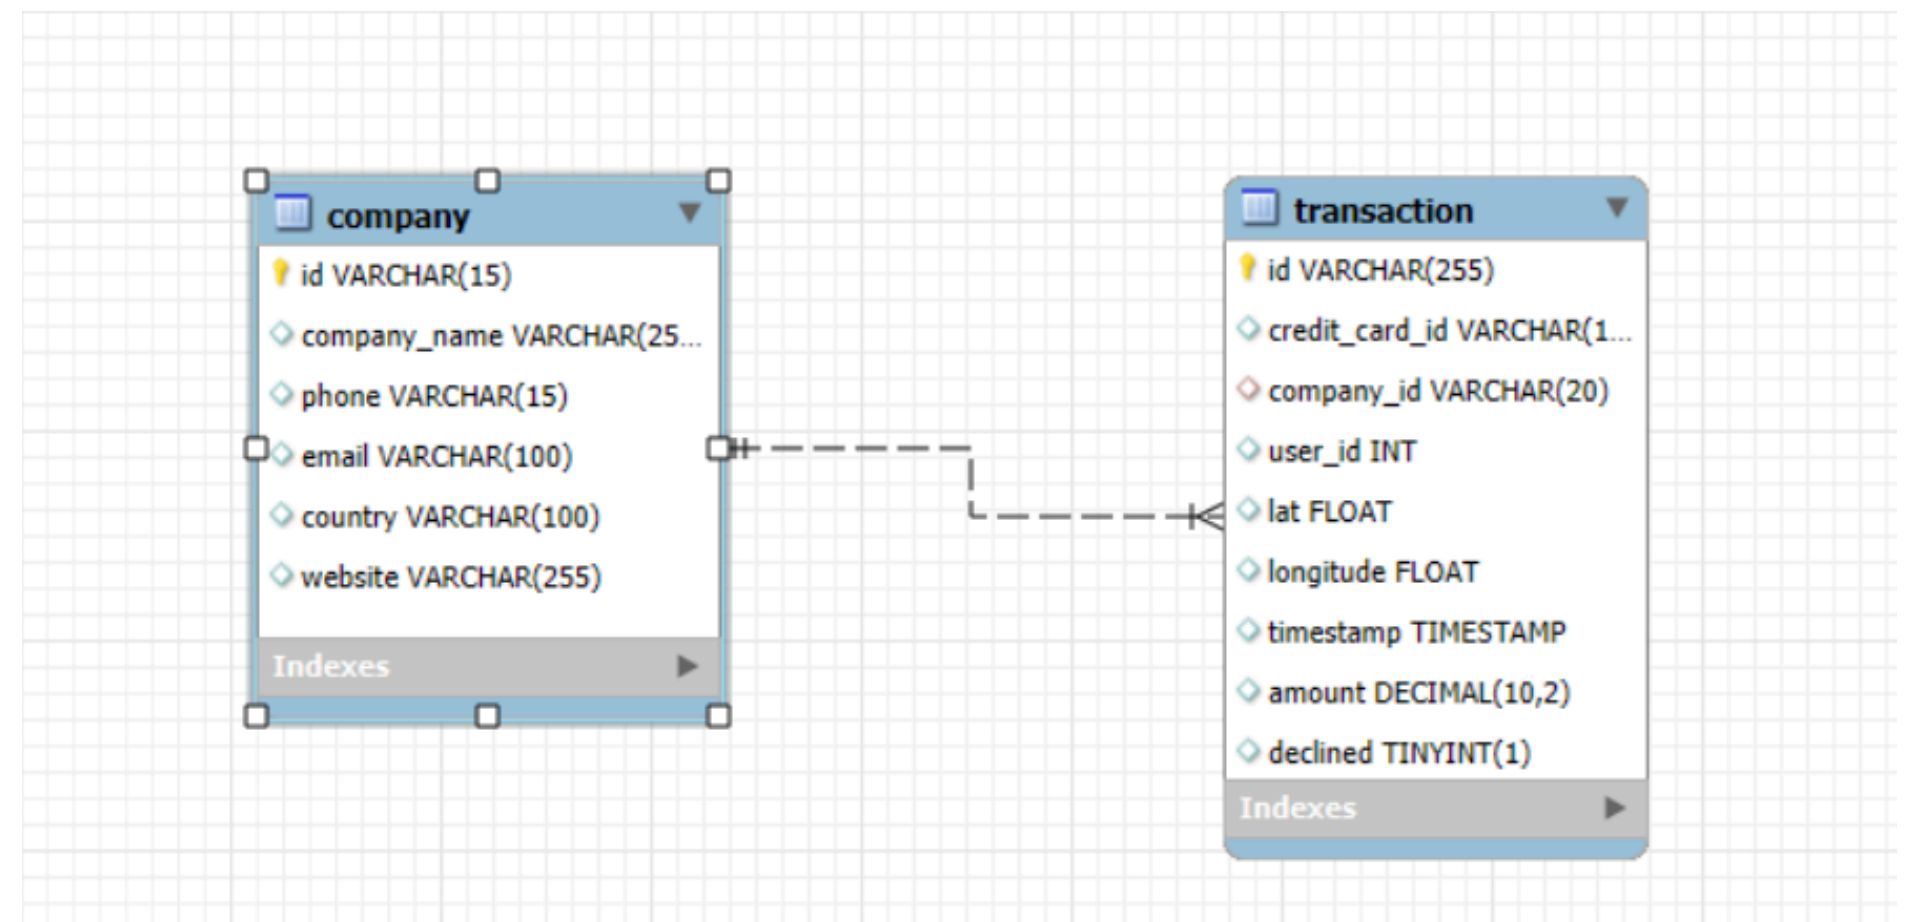 company
id VARCHAR(15)
company_name VARCHAR(25...
phone VARCHAR(15)
email VARCHAR(100)
country VARCHAR(100)
website VARCHAR(255)
Indexes
transaction
id VARCHAR(255)
credit_card_id VARCHAR(1...
company_id VARCHAR(20)
user_id INT
lat FLOAT
longitude FLOAT
timestamp TIMESTAMP
amount DECIMAL(10,2)
declined TINYINT(1)
Indexes